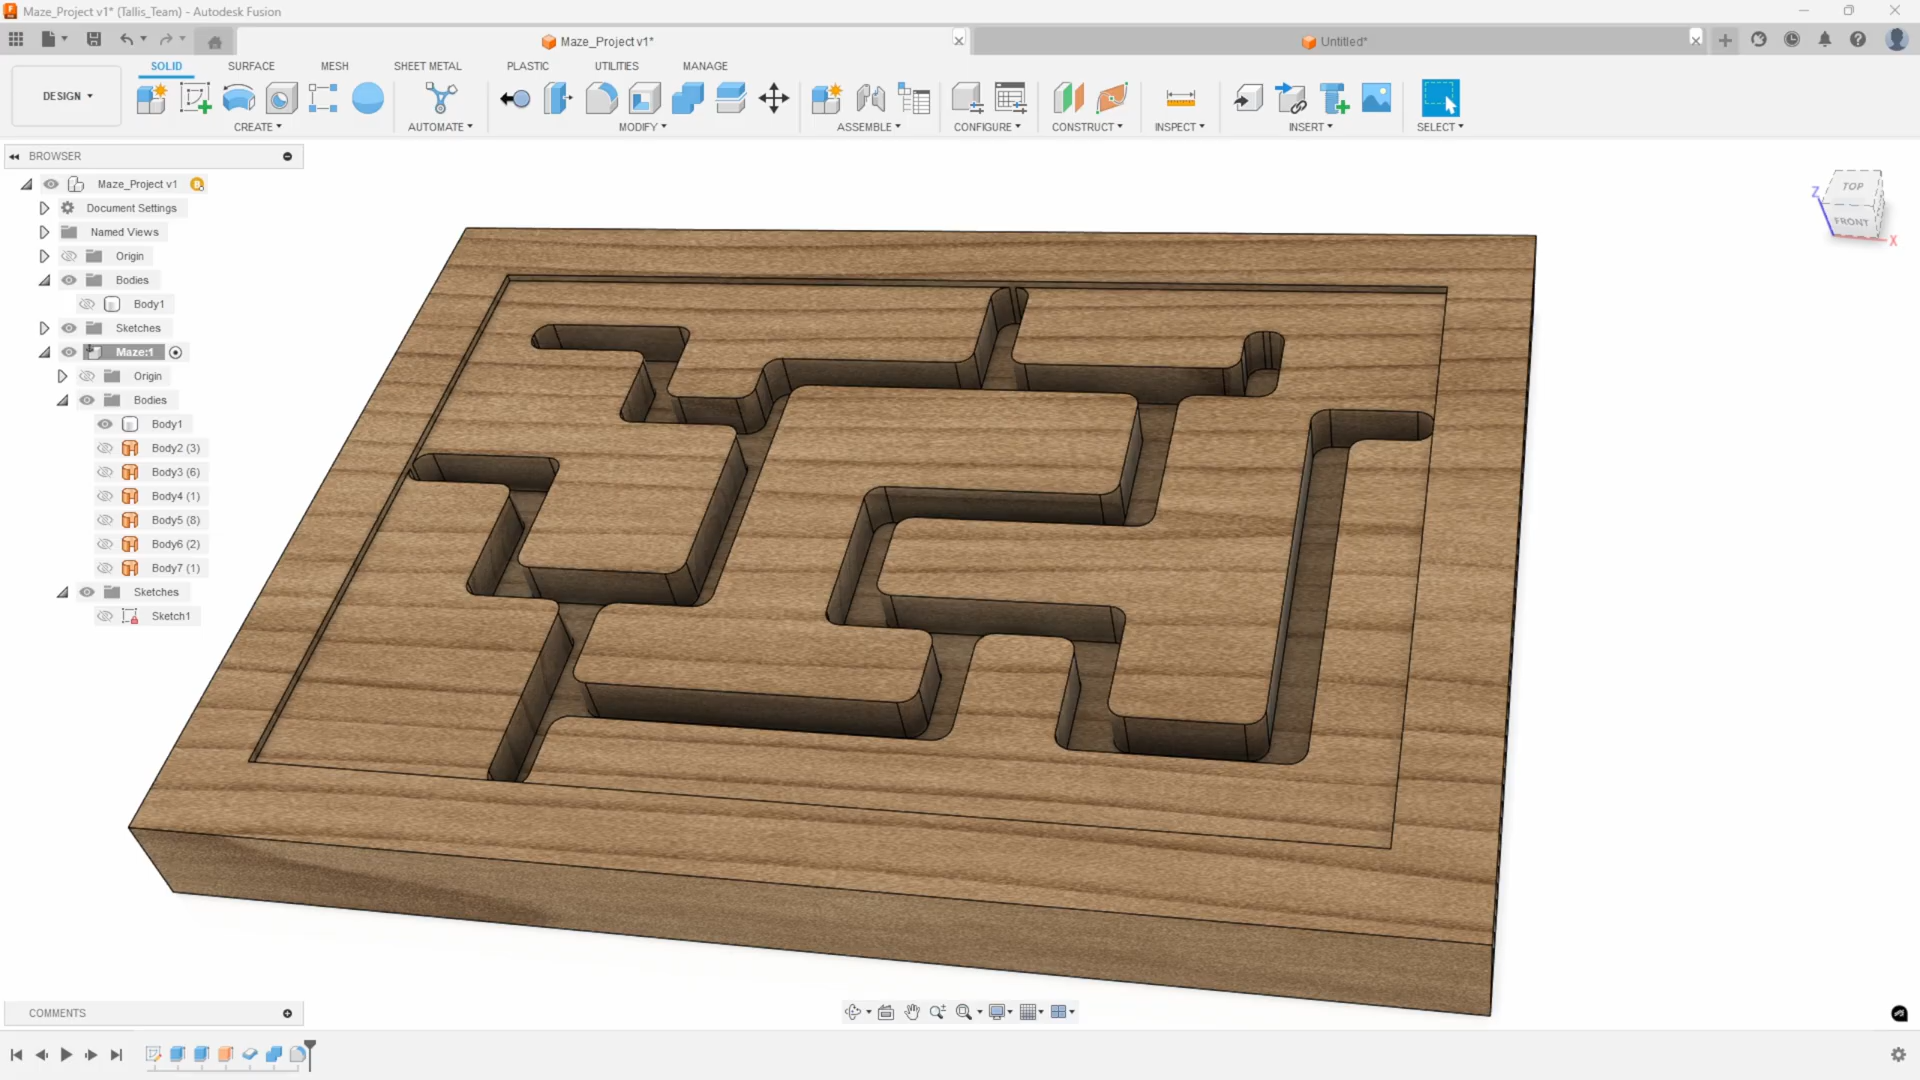 Maze_Project v1* (Tallis_Team) - Autodesk Fusion
Maze_Project v1*
Untitled*
DESIGN
SOLID
SURFACE
MESH
SHEET METAL
PLASTIC
UTILITIES
MANAGE
CREATE
AUTOMATE
MODIFY
ASSEMBLE
CONFIGURE
CONSTRUCT
INSPECT
INSERT
SELECT
BROWSER
Maze_Project v1
Document Settings
Named Views
Origin
Bodies
Body1
Sketches
Maze:1
Origin
Bodies
Body1
Body2 (3)
Body3 (6)
Body4 (1)
Body5 (8)
Body6 (2)
Body7 (1)
Sketches
Sketch1
Z
TOP
FRONT
X
COMMENTS